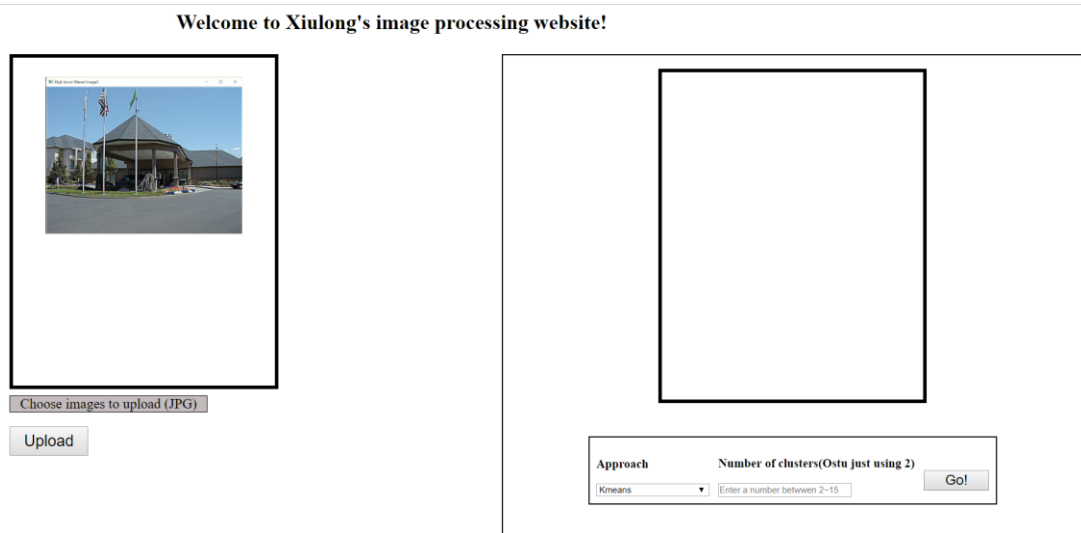 Welcome to Xiulong's image processing website!
Choose images to upload (JPG)
Upload
Approach
Number of clusters(Ostu just using 2)
Kmeans
Enter a number betwwen 2~15
Go!